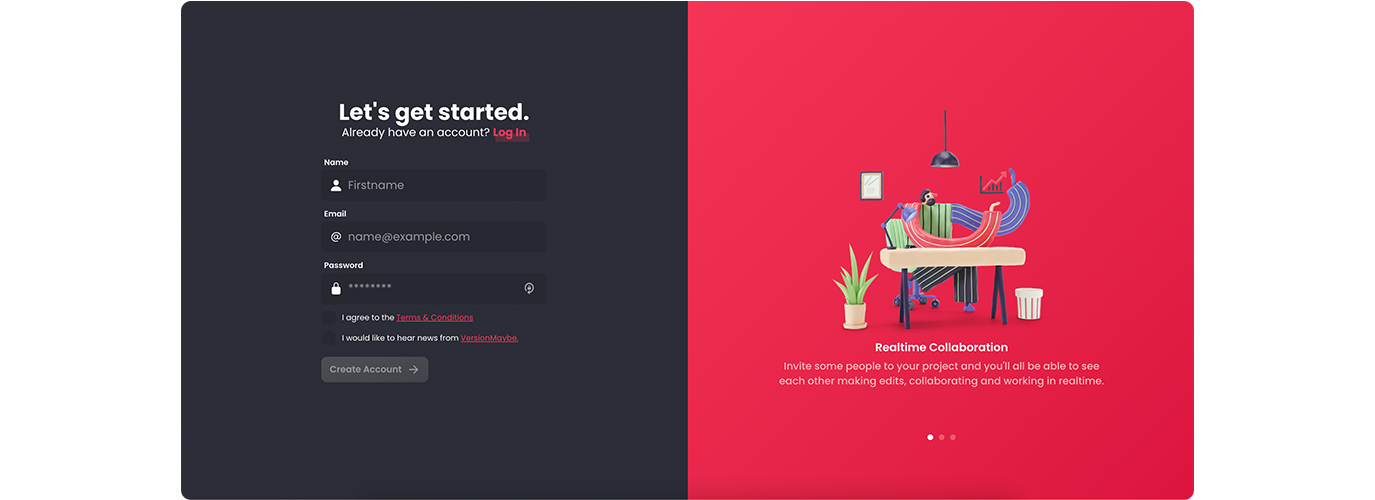 Let's get started.
Already have an account? Log In
Name
Firstname
Email
@ name@example.com
Password
********
I agree to the Terms & Conditions
I would like to hear news from VersionMaybe.
Create Account →
Realtime Collaboration
Invite some people to your project and you'll all be able to see
each other making edits, collaborating and working in realtime.